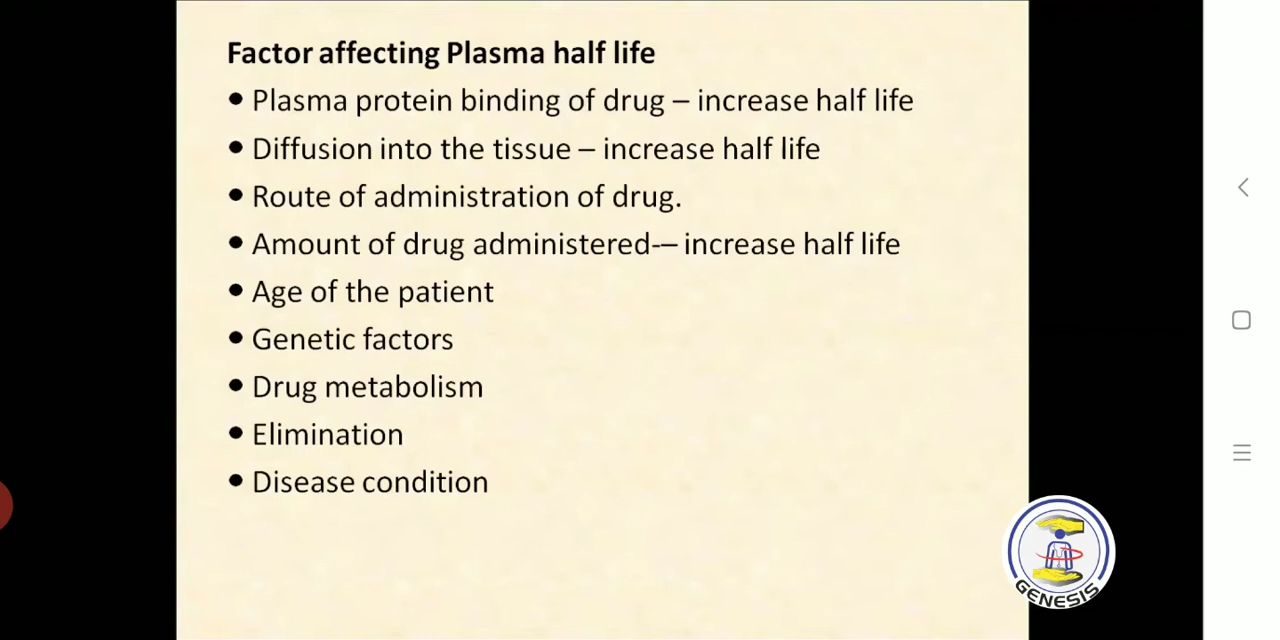 Factor affecting Plasma half life
• Plasma protein binding of drug – increase half life
• Diffusion into the tissue – increase half life
• Route of administration of drug.
• Amount of drug administered-– increase half life
• Age of the patient
• Genetic factors
• Drug metabolism
• Elimination
• Disease condition
GENESIS